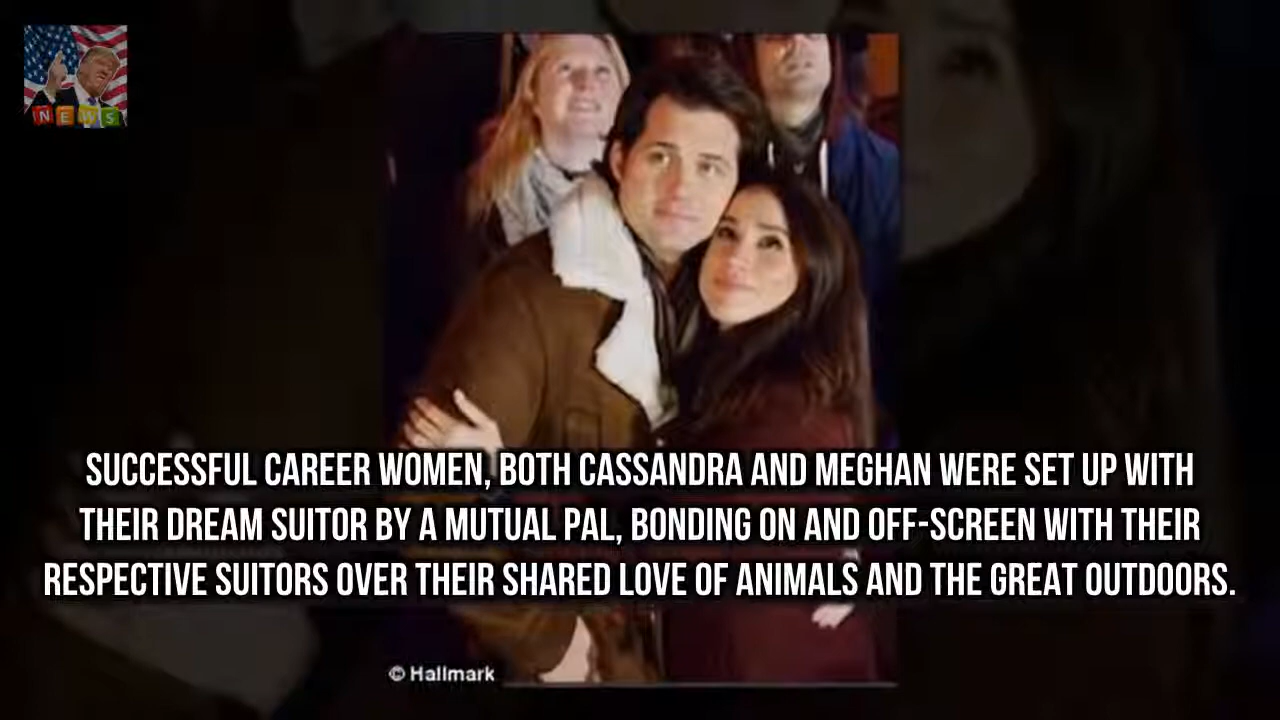 NEWS
SUCCESSFUL CAREER WOMEN, BOTH CASSANDRA AND MEGHAN WERE SET UP WITH
THEIR DREAM SUITOR BY A MUTUAL PAL, BONDING ON AND OFF-SCREEN WITH THEIR
RESPECTIVE SUITORS OVER THEIR SHARED LOVE OF ANIMALS AND THE GREAT OUTDOORS.
© Hallmark